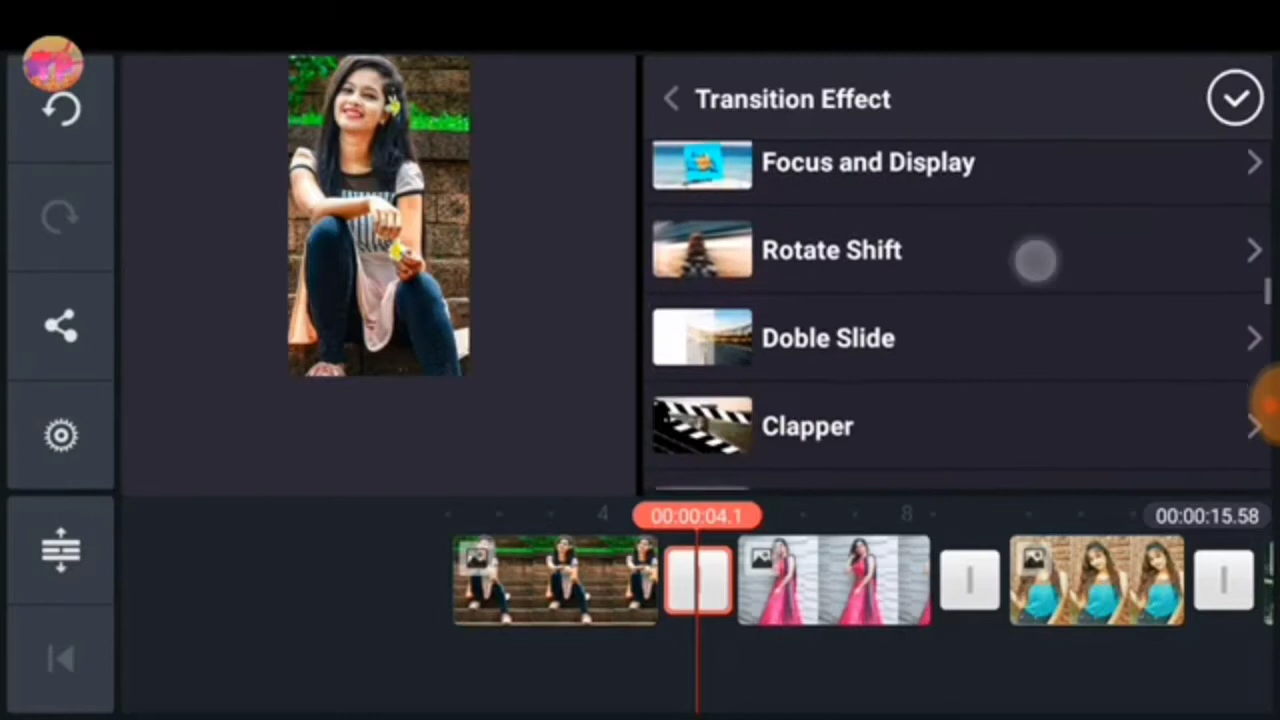 Transition Effect
Focus and Display
Rotate Shift
Doble Slide
Clapper
4
00:00:04.1
8
00:00:15.58